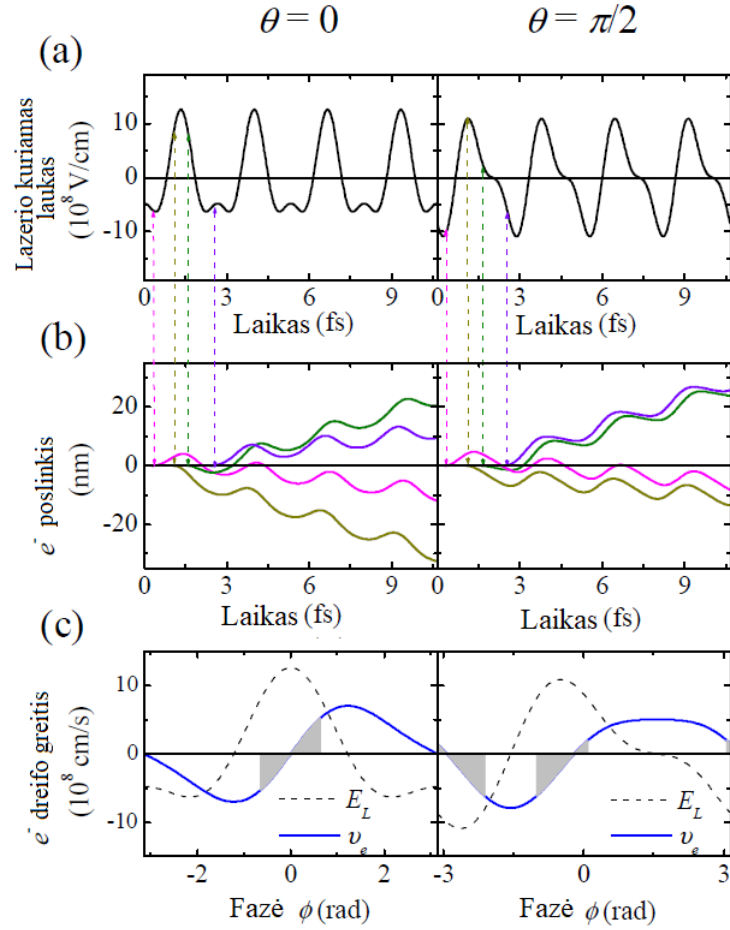 θ = 0
θ = π/2
(a)
Lazerio kuriamas
laukas
(10⁸ V/cm)
10
0
-10
0
3
6
9
0
3
6
9
Laikas (fs)
Laikas (fs)
(b)
e⁻ poslinkis
(nm)
20
0
-20
0
3
6
9
0
3
6
9
Laikas (fs)
Laikas (fs)
(c)
e⁻ dreifo greitis
(10⁸ cm/s)
10
0
-10
E_L
υ_e
E_L
υ_e
-2
0
2
-3
0
3
Fazė ϕ (rad)
Fazė ϕ (rad)